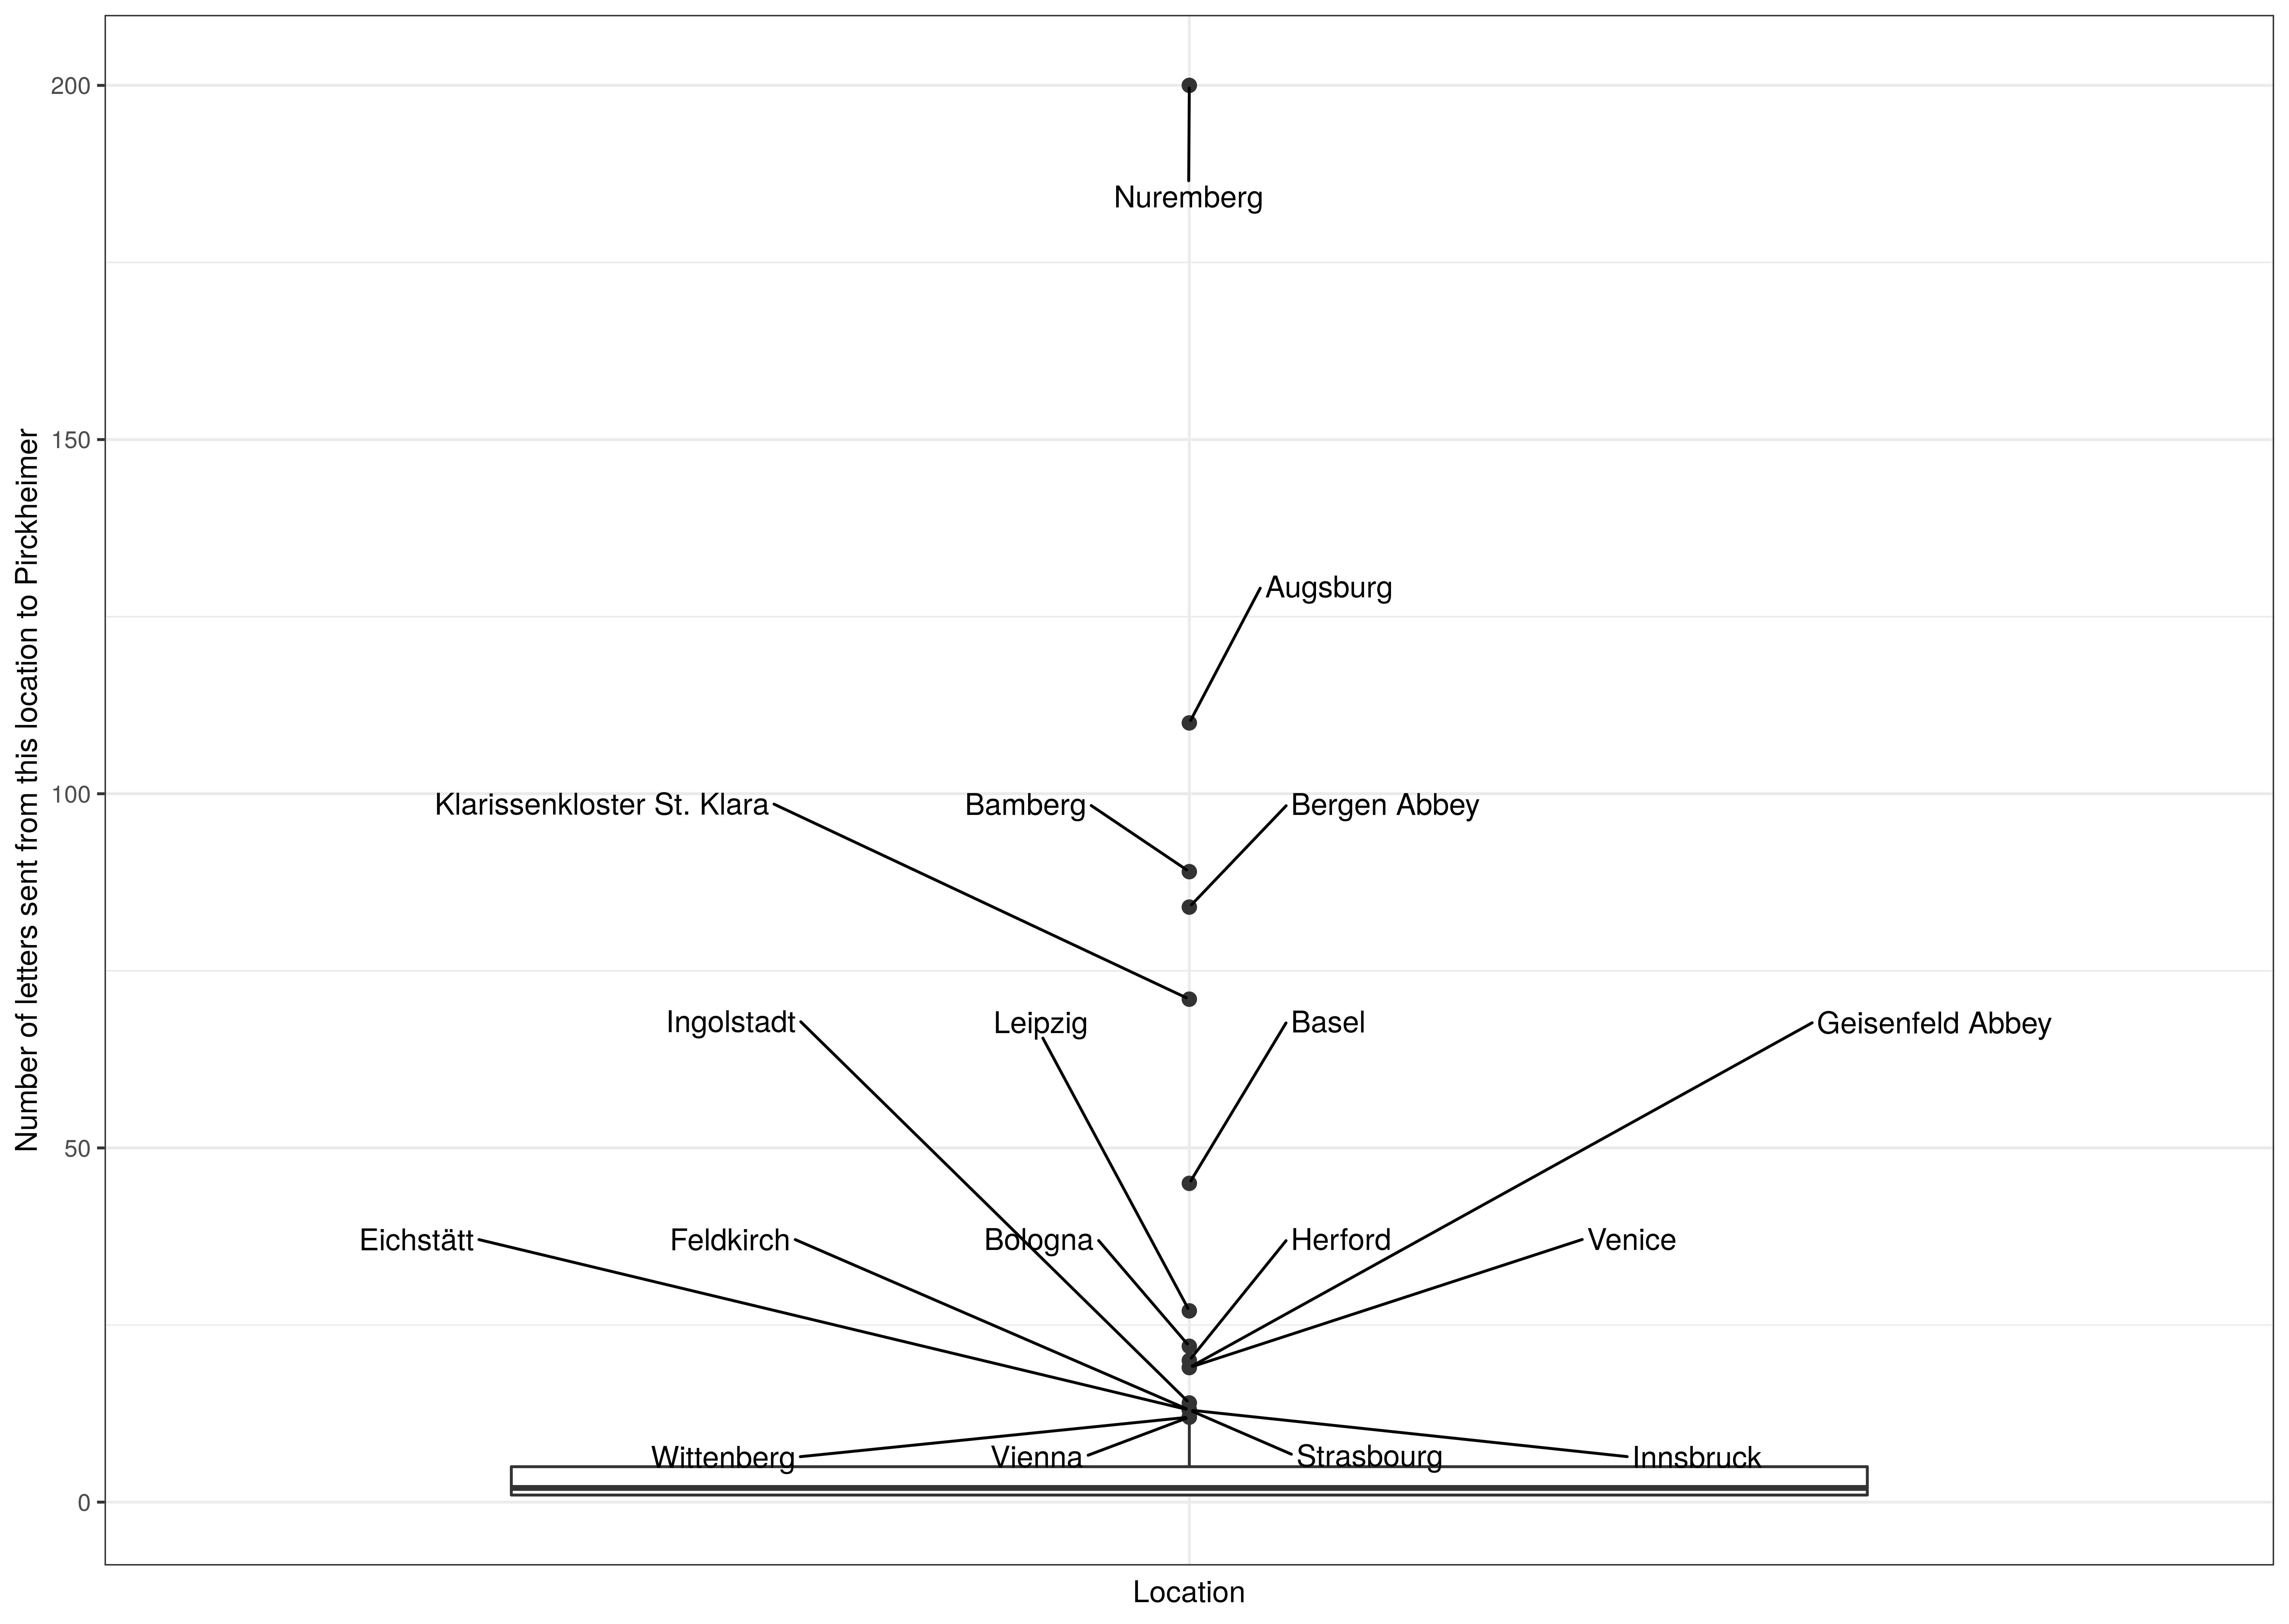 200
Nuremberg
150
Augsburg
100
Klarissenkloster St. Klara
Bamberg
Bergen Abbey
Ingolstadt
Leipzig
Basel
Geisenfeld Abbey
50
Eichstätt
Feldkirch
Bologna
Herford
Venice
Wittenberg
Vienna
Strasbourg
Innsbruck
0
Number of letters sent from this location to Pirckheimer
Location